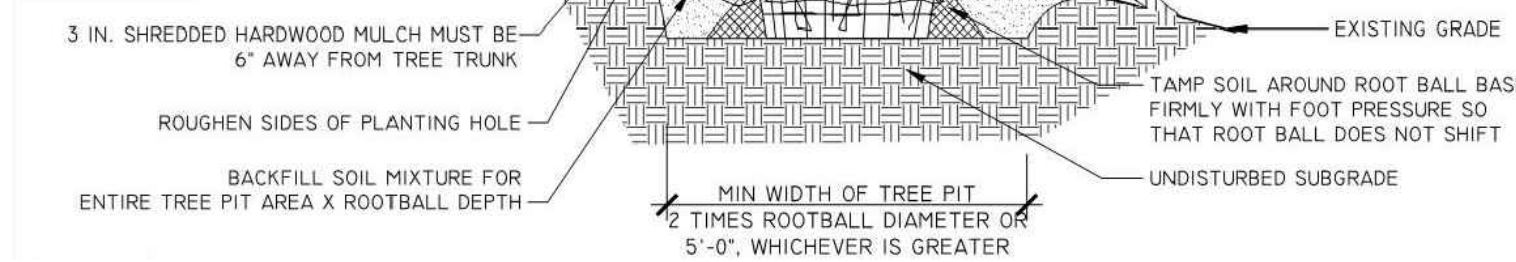 3 IN. SHREDDED HARDWOOD MULCH MUST BE
6" AWAY FROM TREE TRUNK
ROUGHEN SIDES OF PLANTING HOLE
BACKFILL SOIL MIXTURE FOR
ENTIRE TREE PIT AREA X ROOTBALL DEPTH
MIN WIDTH OF TREE PIT
2 TIMES ROOTBALL DIAMETER OR
5'-0", WHICHEVER IS GREATER
EXISTING GRADE
TAMP SOIL AROUND ROOT BALL BAS
FIRMLY WITH FOOT PRESSURE SO
THAT ROOT BALL DOES NOT SHIFT
UNDISTURBED SUBGRADE